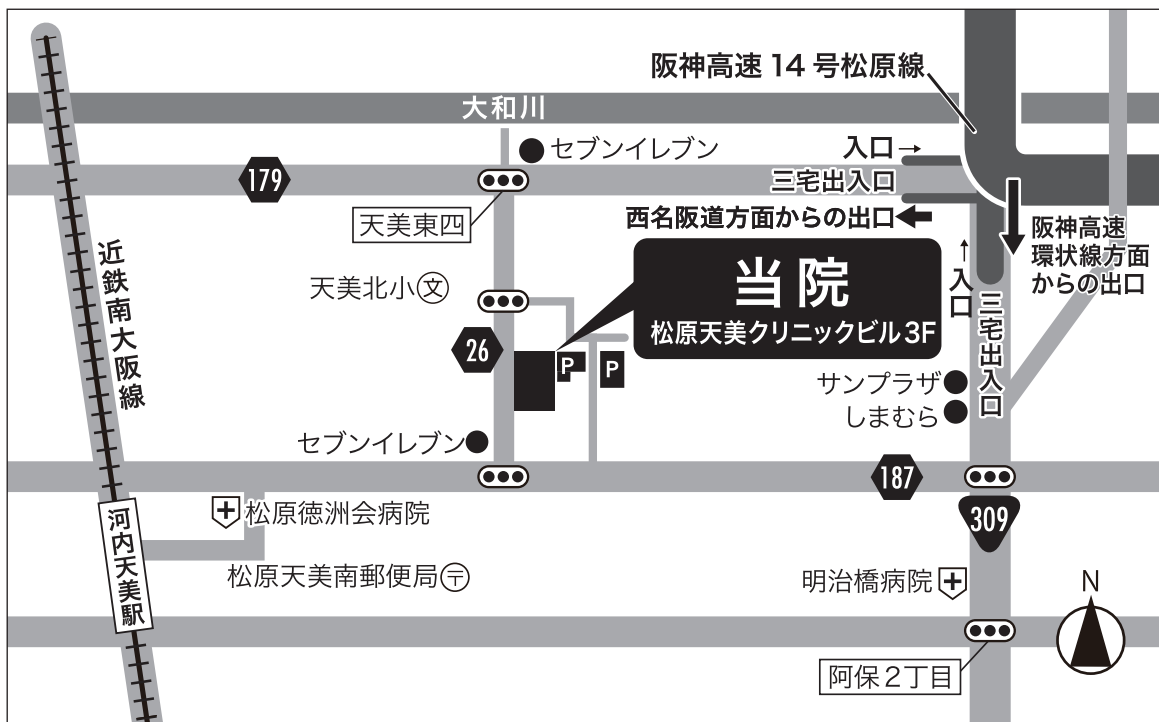 阪神高速 14 号松原線
大和川
セブンイレブン
入口→
179
三宅出入口
天美東四
西名阪道方面からの出口
阪神高速
環状線方面
からの出口
近鉄南大阪線
天美北小文
当院
松原天美クリニックビル3F
↑入口
三宅出入口
26
P
P
サンプラザ
しまむら
セブンイレブン
187
松原徳洲会病院
309
河内天美駅
松原天美南郵便局〒
明治橋病院
N
阿保2丁目